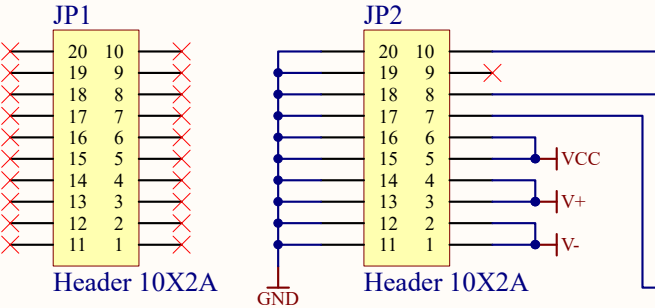 JP1 JP2
20 10 20 10
19 9 19 9
18 8 18 8
17 7 17 7
16 6 16 6
15 5 15 5 VCC
14 4 14 4
13 3 13 3 V+
12 2 12 2
11 1 11 1 V-
Header 10X2A Header 10X2A
GND